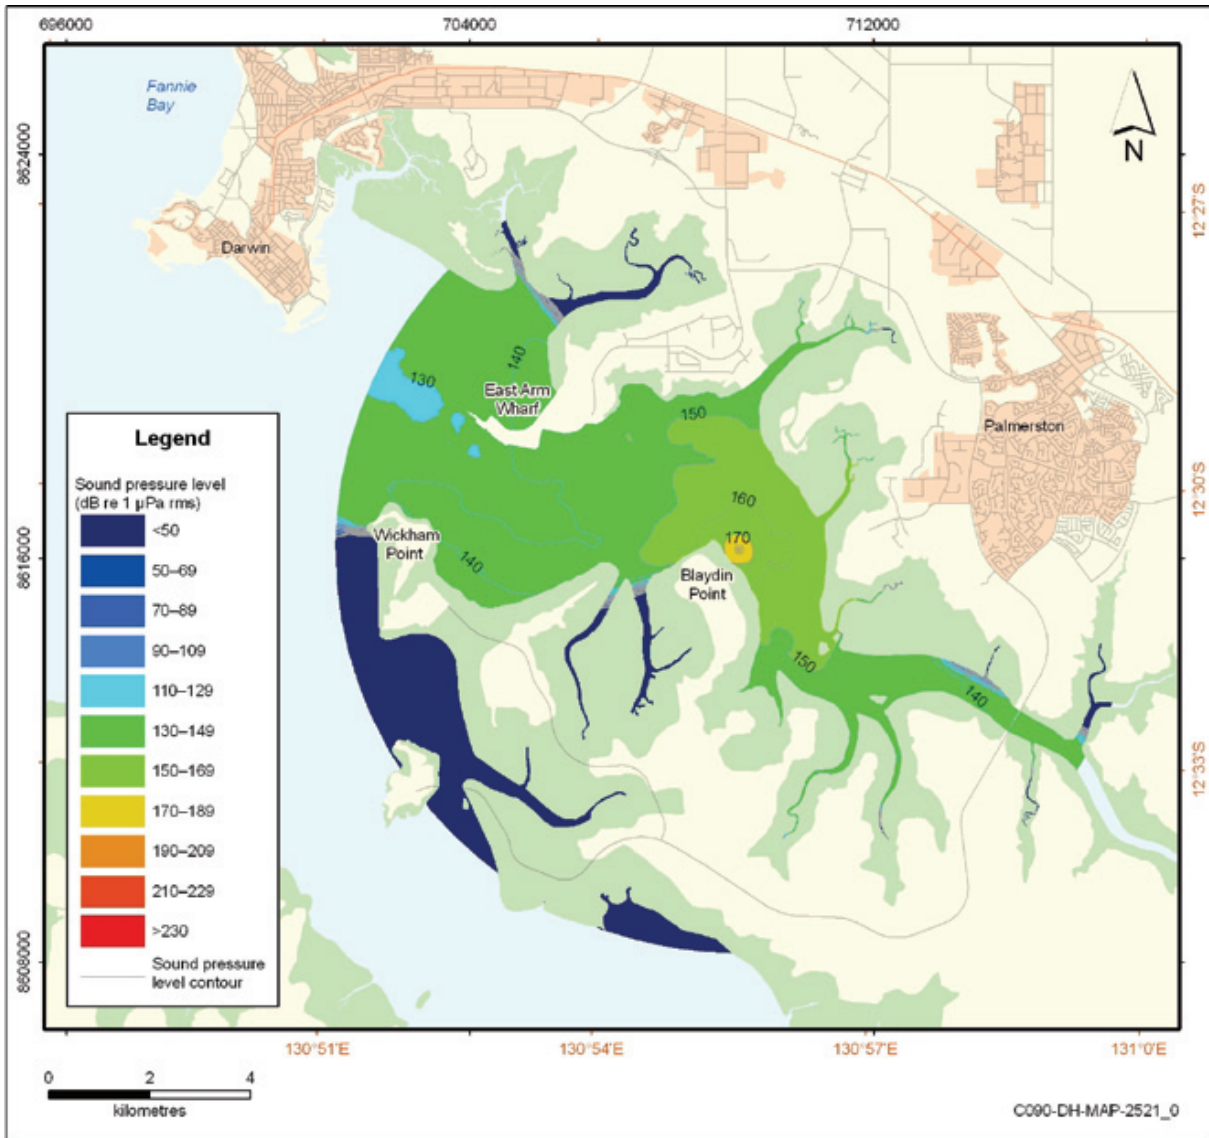 696000
704000
712000
Fannie
Bay
8624000
N
12°27'S
Darwin
130
140
East Arm
Wharf
150
Palmerston
Legend
Sound pressure level
(dB re 1 µPa rms)
<50
50–69
70–89
90–109
110–129
130–149
150–169
170–189
190–209
210–229
>230
Sound pressure
level contour
160
12°30'S
170
Wickham
Point
8616000
140
Blaydin
Point
150
140
12°33'S
8608000
130°51'E
130°54'E
130°57'E
131°0'E
0
2
4
kilometres
C090-DH-MAP-2521_0